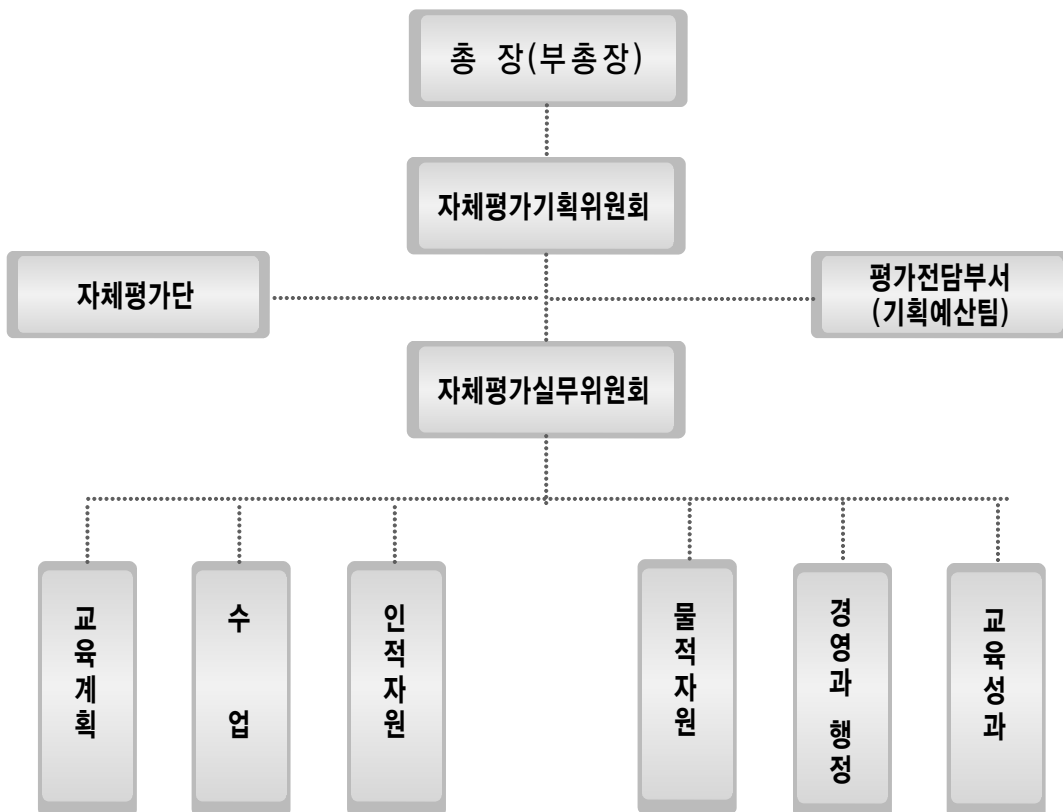 총 장(부총장)
자체평가기획위원회
자체평가단
평가전담부서
(기획예산팀)
자체평가실무위원회
교육계획
수 업
인적자원
물적자원
경영과 행정
교육성과